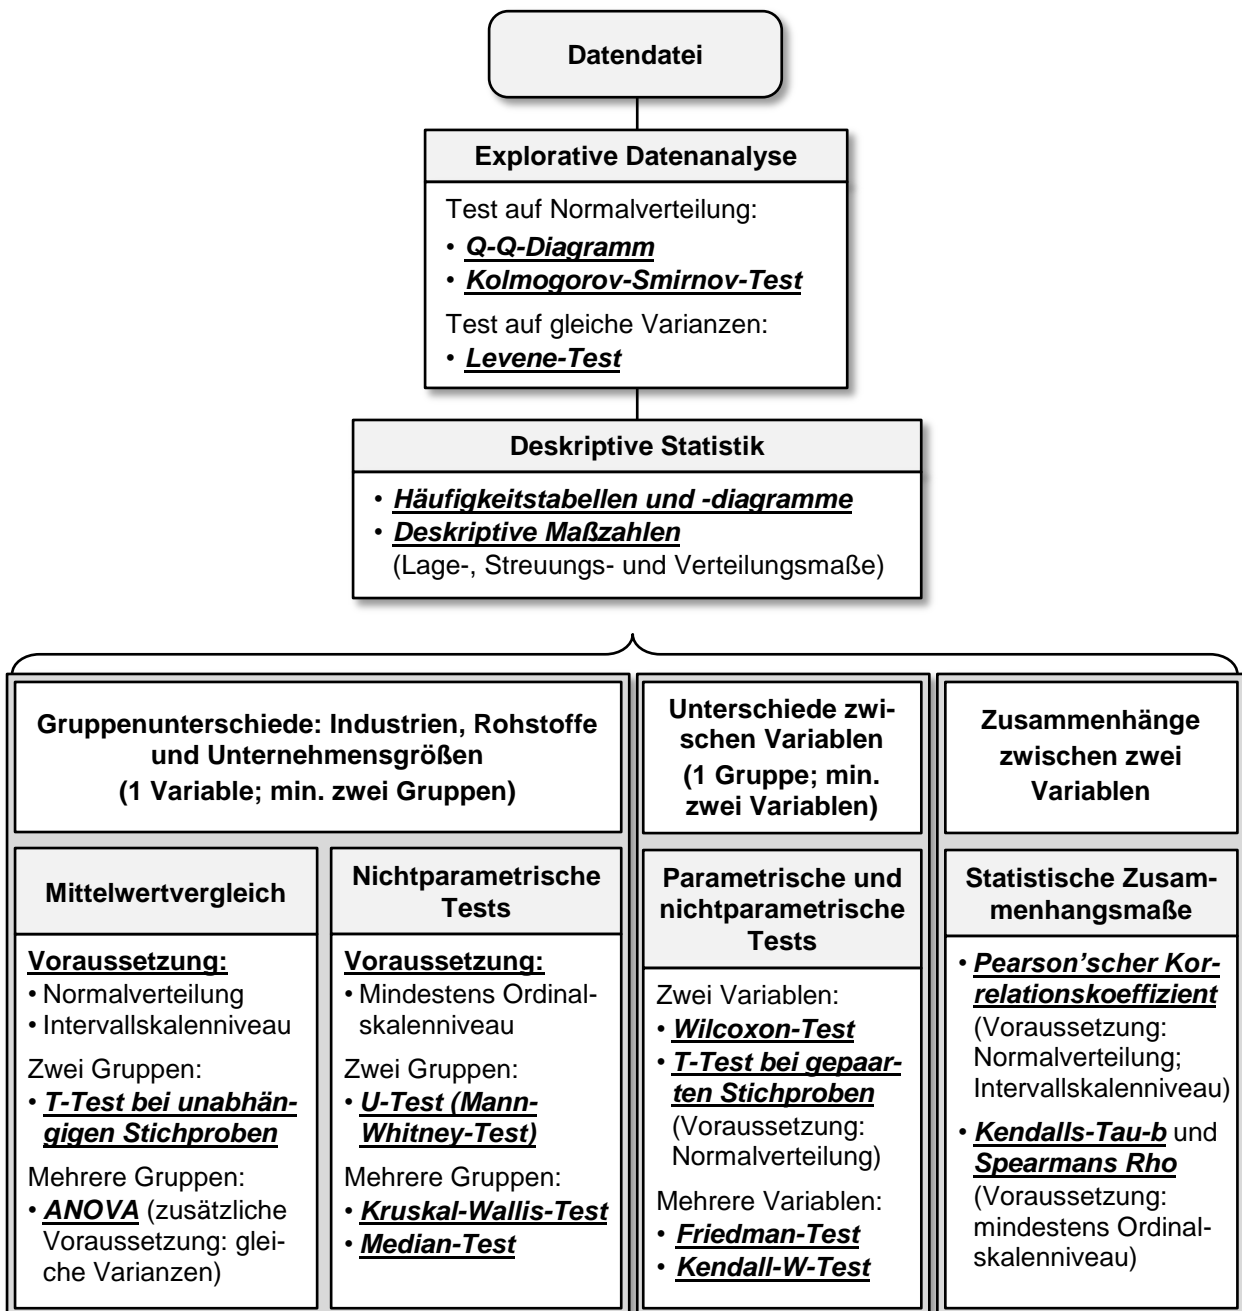 Datendatei
Explorative Datenanalyse
Test auf Normalverteilung:
• Q-Q-Diagramm
• Kolmogorov-Smirnov-Test
Test auf gleiche Varianzen:
• Levene-Test
Deskriptive Statistik
• Häufigkeitstabellen und -diagramme
• Deskriptive Maßzahlen
(Lage-, Streuungs- und Verteilungsmaße)
Gruppenunterschiede: Industrien, Rohstoffe
und Unternehmensgrößen
(1 Variable; min. zwei Gruppen)
Mittelwertvergleich
Voraussetzung:
• Normalverteilung
• Intervallskalenniveau
Zwei Gruppen:
• T-Test bei unabhän-
gigen Stichproben
Mehrere Gruppen:
• ANOVA (zusätzliche
Voraussetzung: glei-
che Varianzen)
Nichtparametrische
Tests
Voraussetzung:
• Mindestens Ordinal-
skalenniveau
Zwei Gruppen:
• U-Test (Mann-
Whitney-Test)
Mehrere Gruppen:
• Kruskal-Wallis-Test
• Median-Test
Unterschiede zwi-
schen Variablen
(1 Gruppe; min.
zwei Variablen)
Parametrische und
nichtparametrische
Tests
Zwei Variablen:
• Wilcoxon-Test
• T-Test bei gepaar-
ten Stichproben
(Voraussetzung:
Normalverteilung)
Mehrere Variablen:
• Friedman-Test
• Kendall-W-Test
Zusammenhänge
zwischen zwei
Variablen
Statistische Zusam-
menhangsmaße
• Pearson’scher Kor-
relationskoeffizient
(Voraussetzung:
Normalverteilung;
Intervallskalenniveau)
• Kendalls-Tau-b und
Spearmans Rho
(Voraussetzung:
mindestens Ordinal-
skalenniveau)